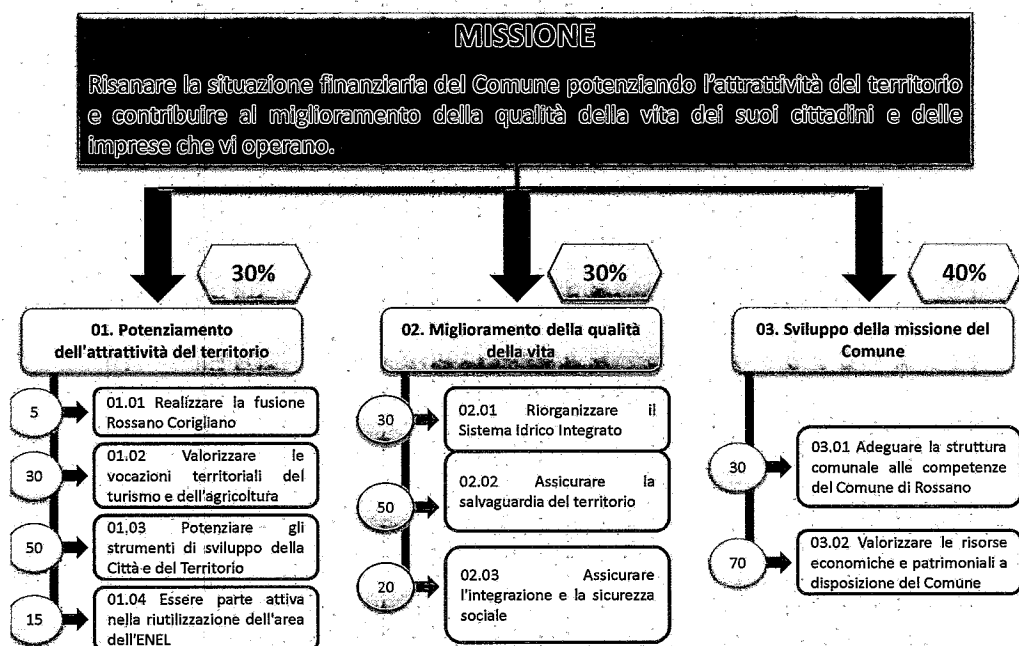 MISSIONE
Risanare la situazione finanziaria del Comune potenziando l'attrattività del territorio
e contribuire al miglioramento della qualità della vita dei suoi cittadini e delle
imprese che vi operano.
30%
30%
40%
01. Potenziamento
dell'attrattività del territorio
02. Miglioramento della qualità
della vita
03. Sviluppo della missione del
Comune
5
01.01 Realizzare la fusione
Rossano Corigliano
30
01.02 Valorizzare le
vocazioni territoriali del
turismo e dell'agricoltura
50
01.03 Potenziare gli
strumenti di sviluppo della
Città e del Territorio
15
01.04 Essere parte attiva
nella riutilizzazione dell'area
dell'ENEL
30
02.01 Riorganizzare il
Sistema Idrico Integrato
50
02.02 Assicurare la
salvaguardia del territorio
20
02.03 Assicurare
l'integrazione e la sicurezza
sociale
30
03.01 Adeguare la struttura
comunale alle competenze
del Comune di Rossano
70
03.02 Valorizzare le risorse
economiche e patrimoniali a
disposizione del Comune